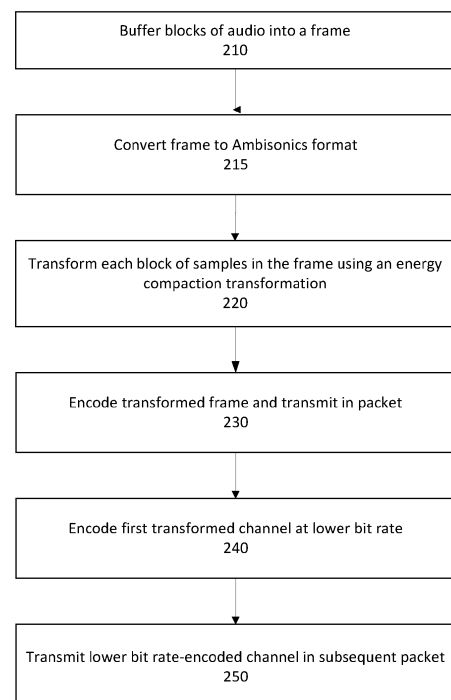 Buffer blocks of audio into a frame
210
Convert frame to Ambisonics format
215
Transform each block of samples in the frame using an energy
compaction transformation
220
Encode transformed frame and transmit in packet
230
Encode first transformed channel at lower bit rate
240
Transmit lower bit rate-encoded channel in subsequent packet
250